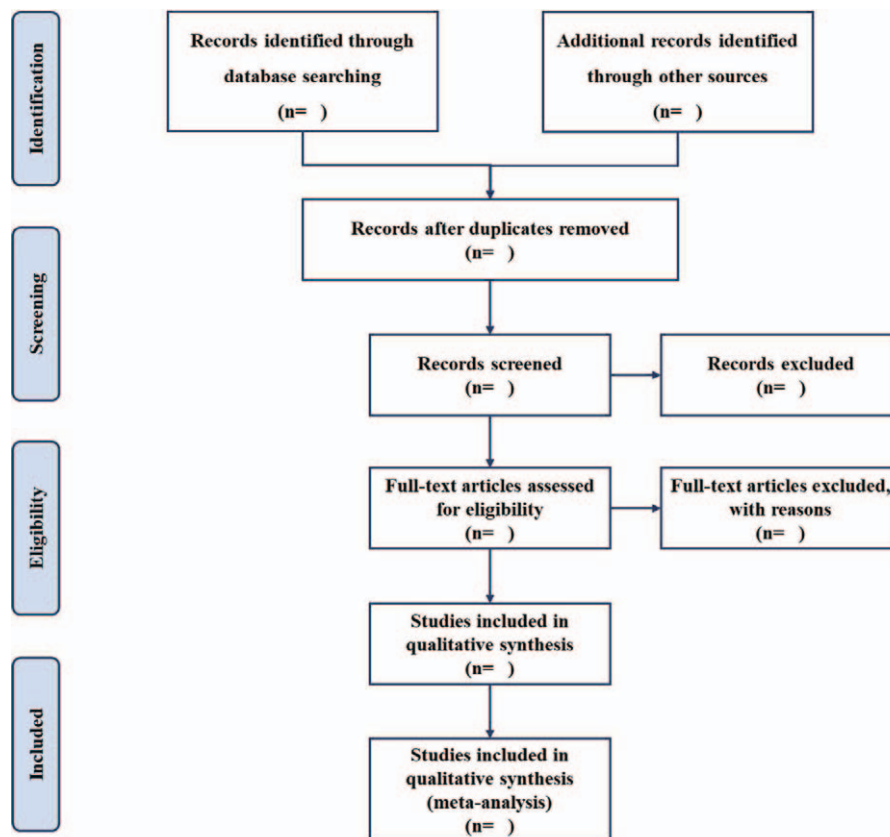 Identification
Records identified through
database searching
(n= )
Additional records identified
through other sources
(n= )
Records after duplicates removed
(n= )
Screening
Records screened
(n= )
Records excluded
(n= )
Eligibility
Full-text articles assessed
for eligibility
(n= )
Full-text articles excluded,
with reasons
(n= )
Studies included in
qualitative synthesis
(n= )
Included
Studies included in
qualitative synthesis
(meta-analysis)
(n= )